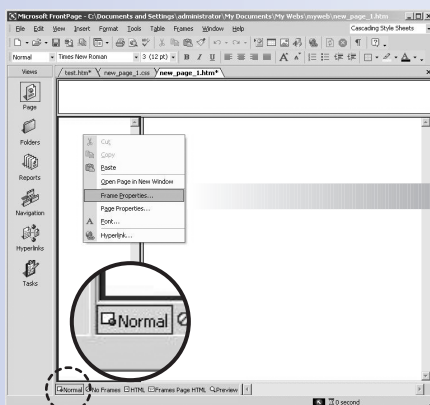 Microsoft FrontPage - C:\Documents and Settings\administrator\My Documents\My Webs\myweb\new_page_1.htm
File Edit View Insert Format Tools Table Frames Window Help Cascading Style Sheets
Normal Times New Roman 3 (12 pt) B I U A A A
Views test.htm* new_page_1.css new_page_1.htm*
Page
Folders
Reports
Navigation
Hyperlinks
Tasks
Cut
Copy
Paste
Open Page in New Window
Frame Properties...
Page Properties...
A Font...
Hyperlink...
Normal
Normal No Frames HTML Frames Page HTML Preview
0 second